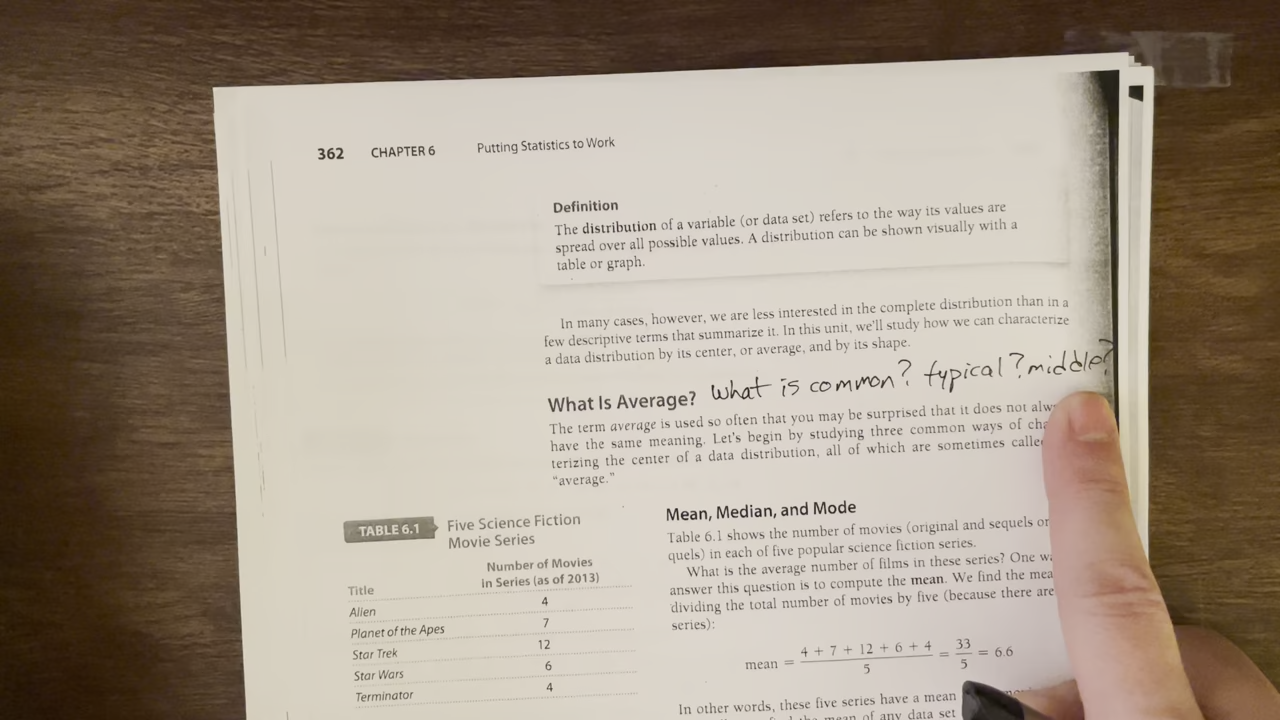 362 CHAPTER 6 Putting Statistics to Work
Definition
The distribution of a variable (or data set) refers to the way its values are
spread over all possible values. A distribution can be shown visually with a
table or graph.
In many cases, however, we are less interested in the complete distribution than in a
few descriptive terms that summarize it. In this unit, we'll study how we can characterize
a data distribution by its center, or average, and by its shape.
What Is Average? What is common? typical? middle?
The term average is used so often that you may be surprised that it does not
have the same meaning. Let's begin by studying three common ways of
terizing the center of a data distribution, all of which are sometimes
"average."
TABLE 6.1 Five Science Fiction
Movie Series
Title
Number of Movies
in Series (as of 2013)
Alien 4
Planet of the Apes 7
Star Trek 12
Star Wars 6
Terminator 4
Mean, Median, and Mode
Table 6.1 shows the number of movies (original and sequels or
quels) in each of five popular science fiction series.
What is the average number of films in these series? One
answer this question is to compute the mean. We find the
dividing the total number of movies by five (because there are
series):
mean = (4 + 7 + 12 + 6 + 4)/5 = 33/5 = 6.6
In other words, these five series have a mean
the mean of any data set